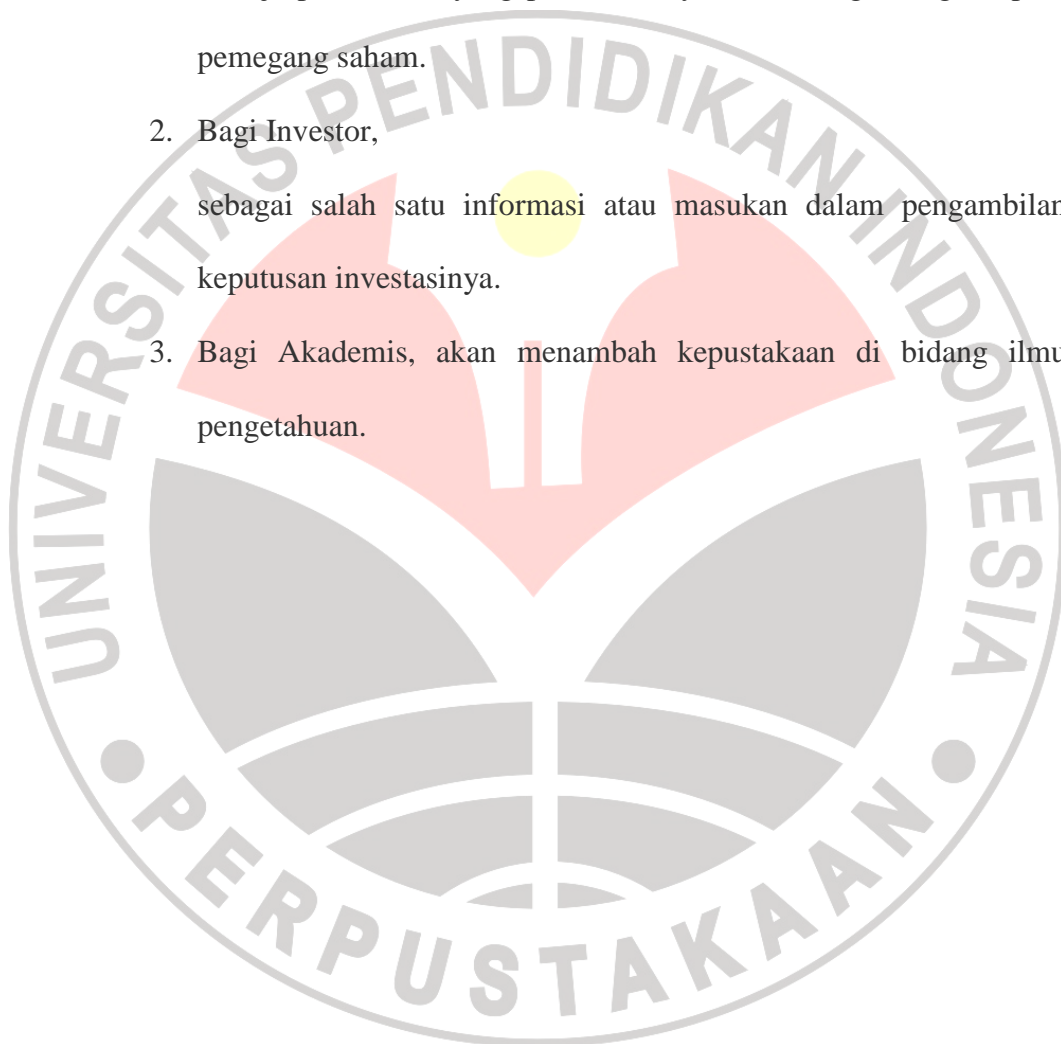 pemegang saham.
2. Bagi Investor,
sebagai salah satu informasi atau masukan dalam pengambilan
keputusan investasinya.
3. Bagi Akademis, akan menambah kepustakaan di bidang ilmu
pengetahuan.
UNIVERSITAS PENDIDIKAN INDONESIA
PERPUSTAKAAN